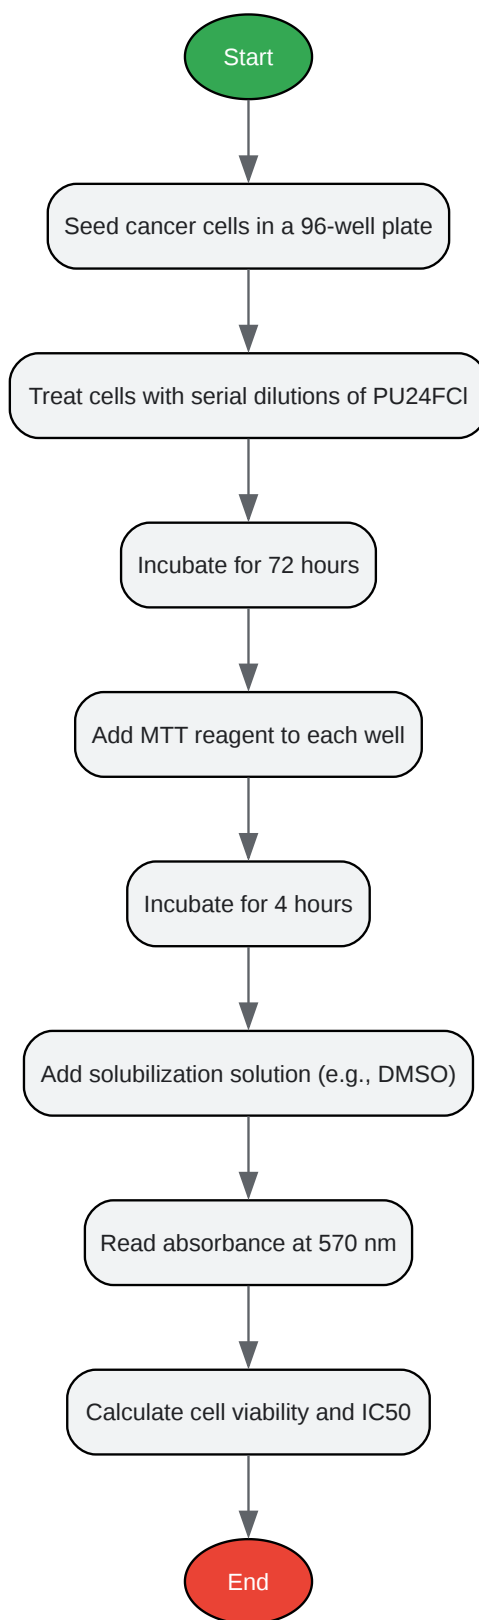 Start
Seed cancer cells in a 96-well plate
Treat cells with serial dilutions of PU24FCl
Incubate for 72 hours
Add MTT reagent to each well
Incubate for 4 hours
Add solubilization solution (e.g., DMSO)
Read absorbance at 570 nm
Calculate cell viability and IC50
End